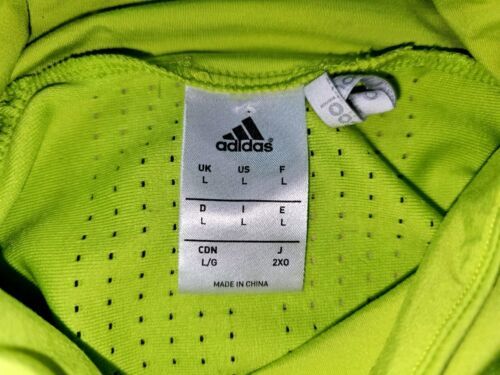 adidas
UK US F
L L L
D I E
L L L
CDN J
L/G 2XO
MADE IN CHINA